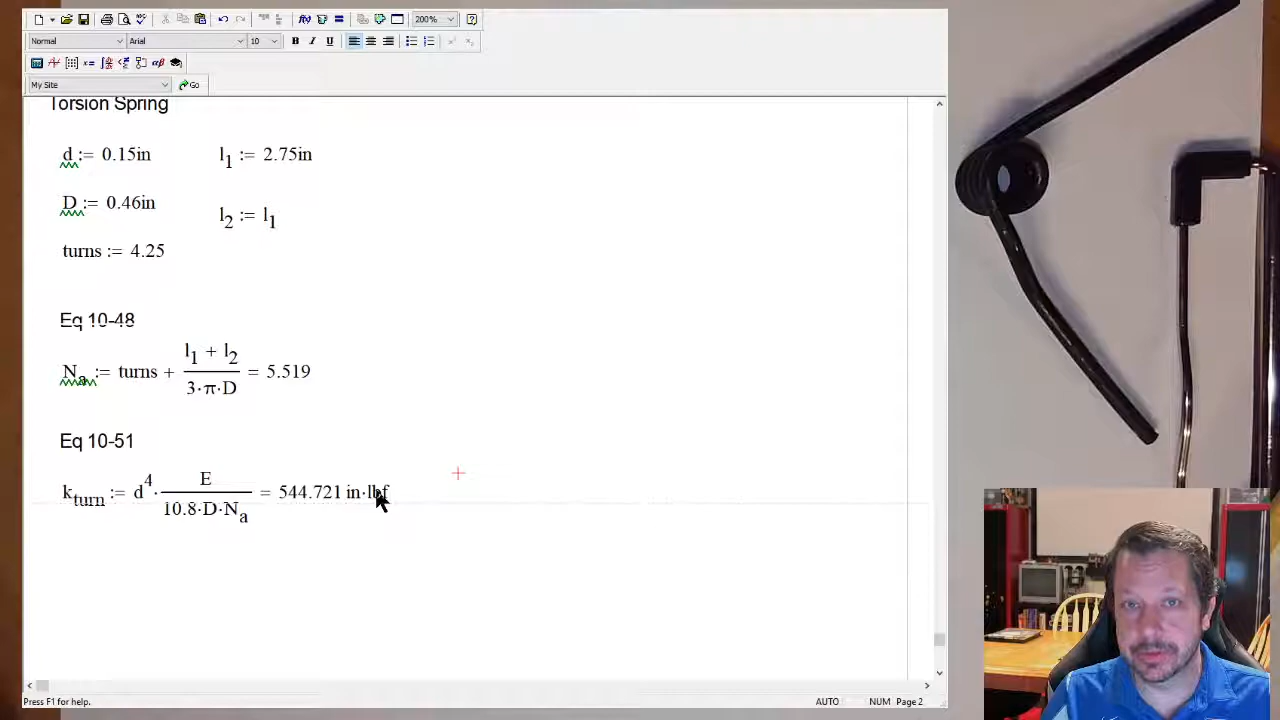 200%
Normal Arial 10 B I U
My Site Go
Torsion Spring
d := 0.15in l1 := 2.75in
D := 0.46in
l2 := l1
turns := 4.25
Eq 10-48
Na := turns + (l1 + l2)/(3·π·D) = 5.519
Eq 10-51
kturn := d^4·E/(10.8·D·Na) = 544.721 in·lbf
Press F1 for help. AUTO NUM Page 2